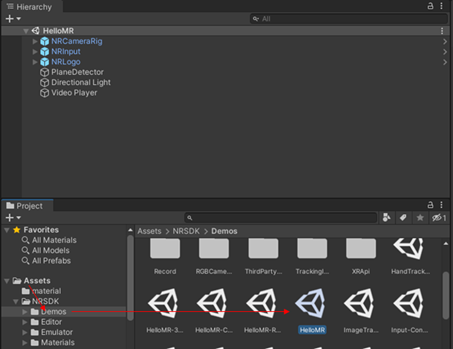 Hierarchy
All
HelloMR
NRCameraRig
NRInput
NRLogo
PlaneDetector
Directional Light
Video Player
Project
1
Favorites
All Materials
All Models
All Prefabs
Assets
material
NRSDK
Demos
Editor
Emulator
Materials
Assets > NRSDK > Demos
Record
RGBCame...
ThirdParty...
TrackingI...
XRApi
HandTrack...
HelloMR-3...
HelloMR-C...
HelloMR-R...
HelloMR
ImageTra...
Input-Con...